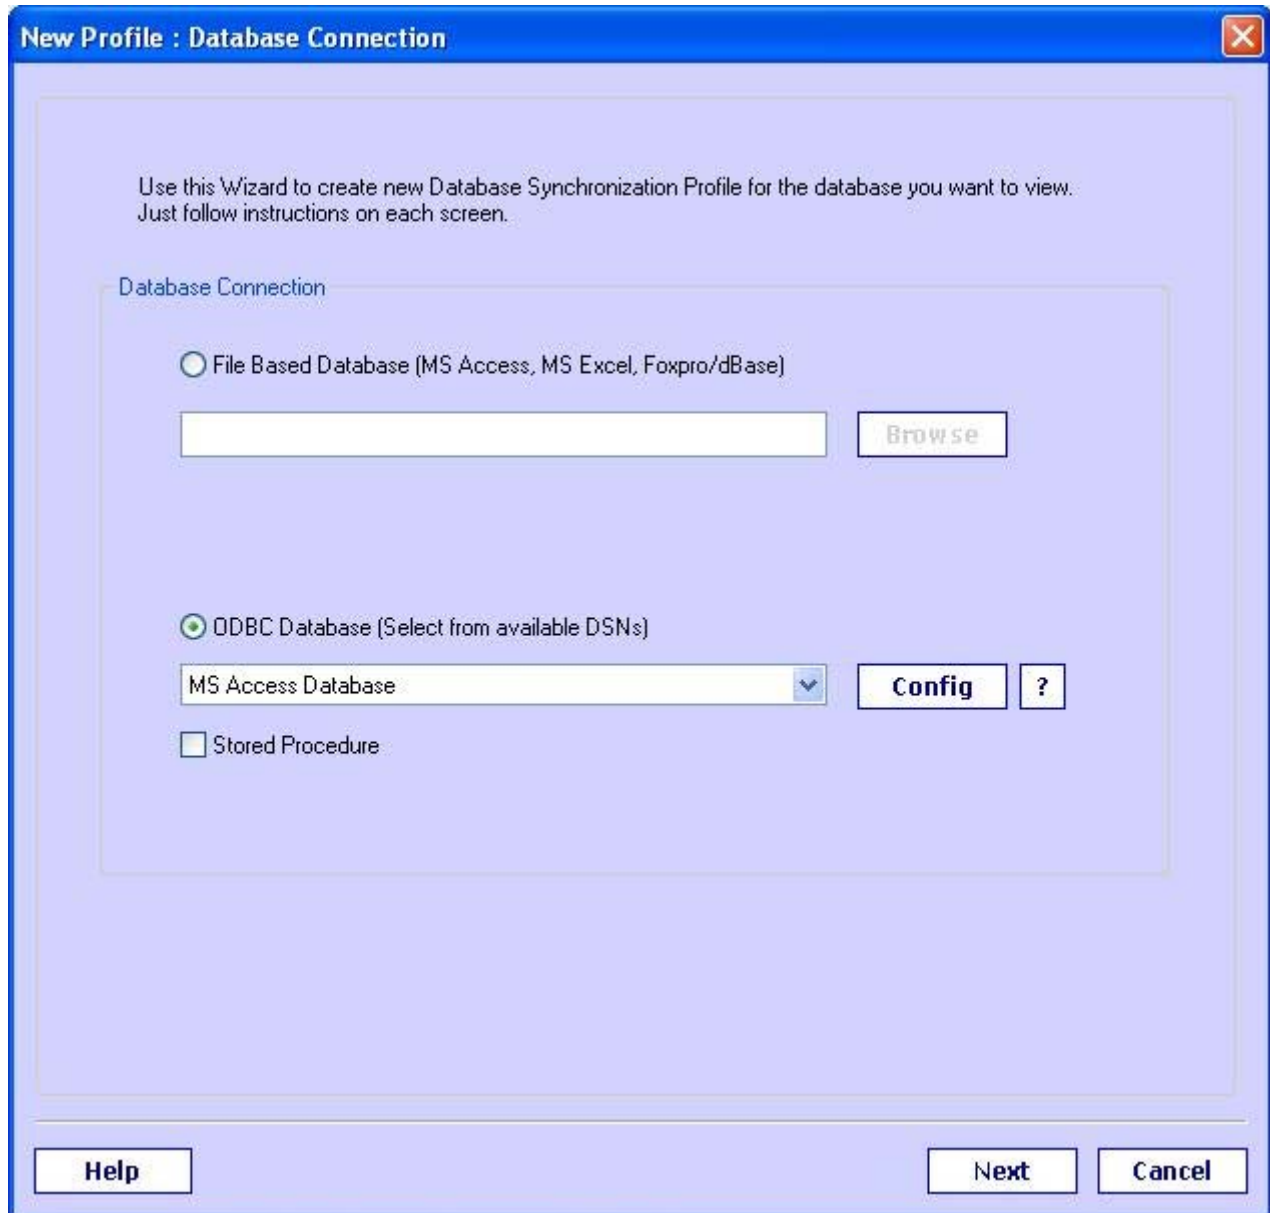 New Profile : Database Connection
Use this Wizard to create new Database Synchronization Profile for the database you want to view.
Just follow instructions on each screen.
Database Connection
File Based Database (MS Access, MS Excel, Foxpro/dBase)
Browse
ODBC Database (Select from available DSNs)
MS Access Database
Config
?
Stored Procedure
Help
Next
Cancel